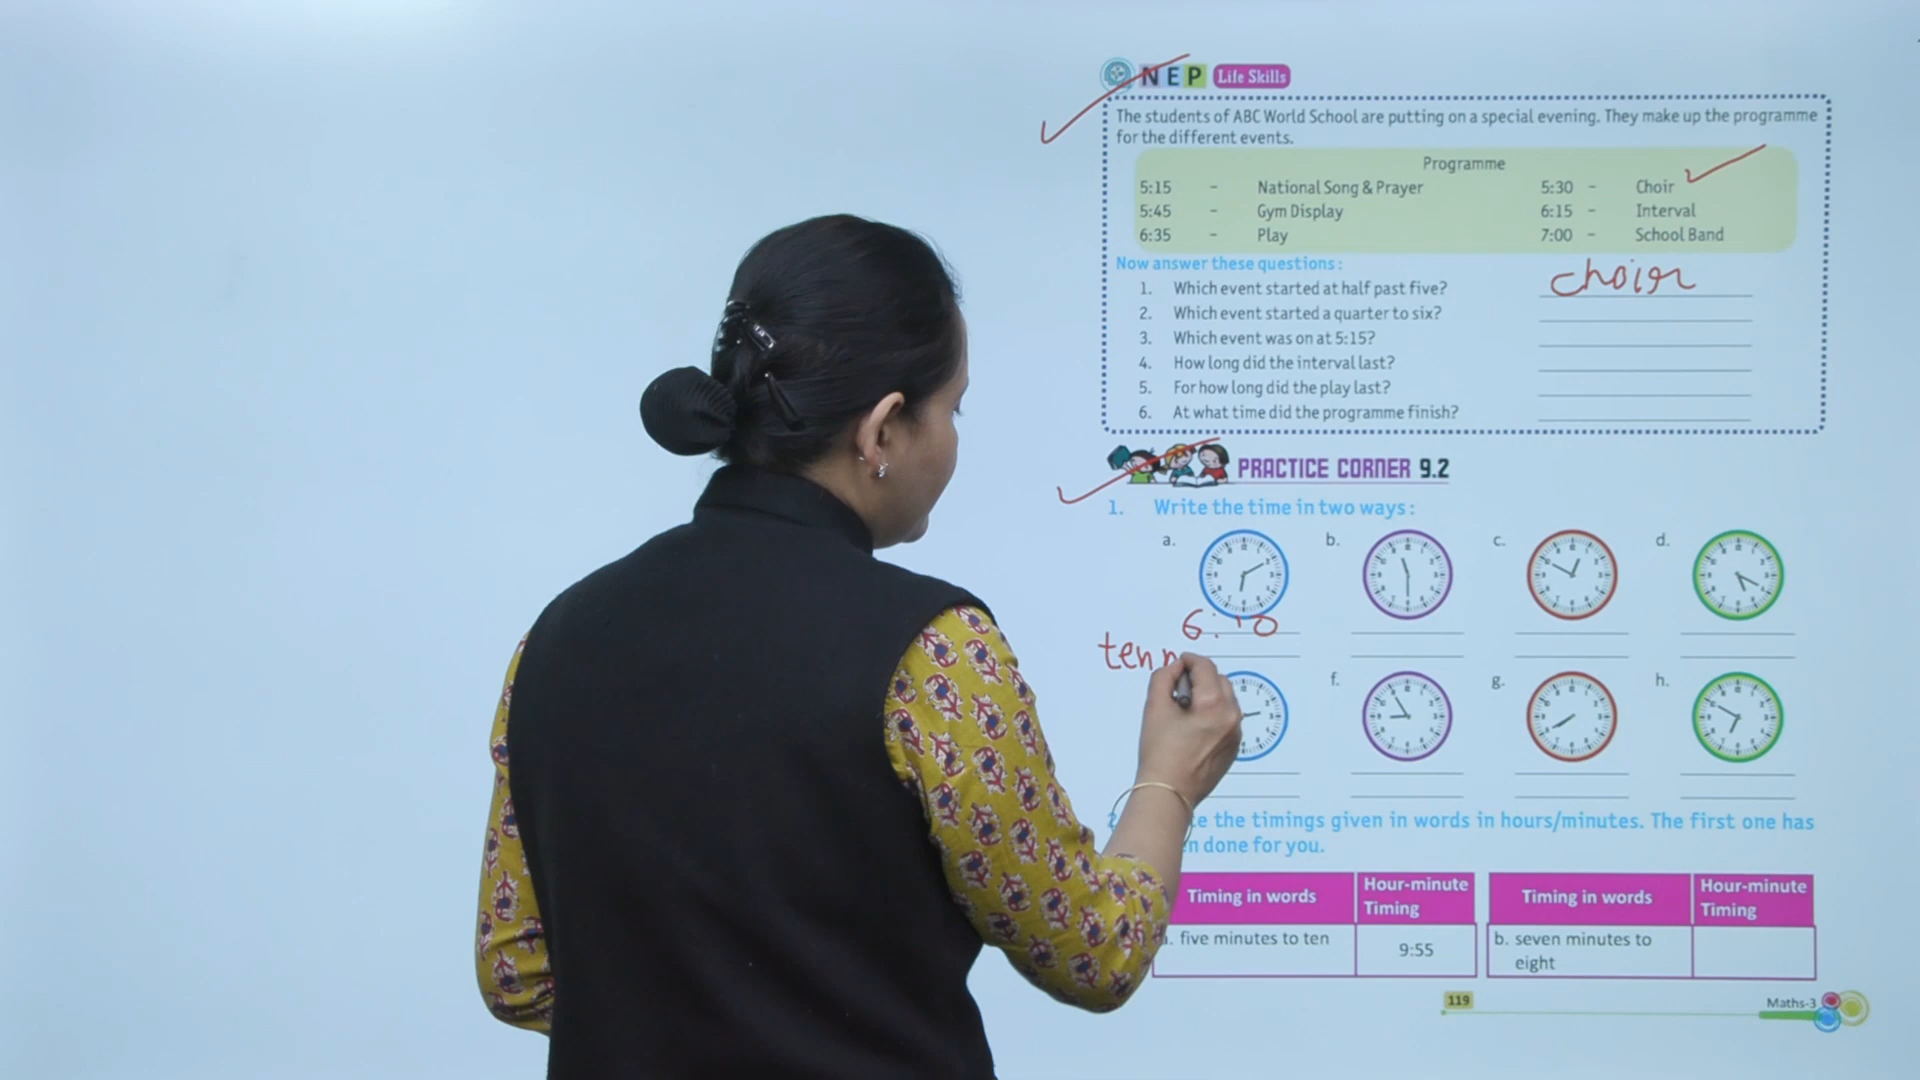 NEP Life Skills
The students of ABC World School are putting on a special evening. They make up the programme
for the different events.
Programme
5:15 - National Song & Prayer 5:30 - Choir
5:45 - Gym Display 6:15 - Interval
6:35 - Play 7:00 - School Band
Now answer these questions:
1. Which event started at half past five? choir
2. Which event started a quarter to six?
3. Which event was on at 5:15?
4. How long did the interval last?
5. For how long did the play last?
6. At what time did the programme finish?
PRACTICE CORNER 9.2
1. Write the time in two ways:
a. b. c. d.
6:10
ten
f. g. h.
the timings given in words in hours/minutes. The first one has
done for you.
Timing in words Hour-minute Timing Timing in words Hour-minute Timing
five minutes to ten 9:55 b. seven minutes to
eight
119 Maths-3